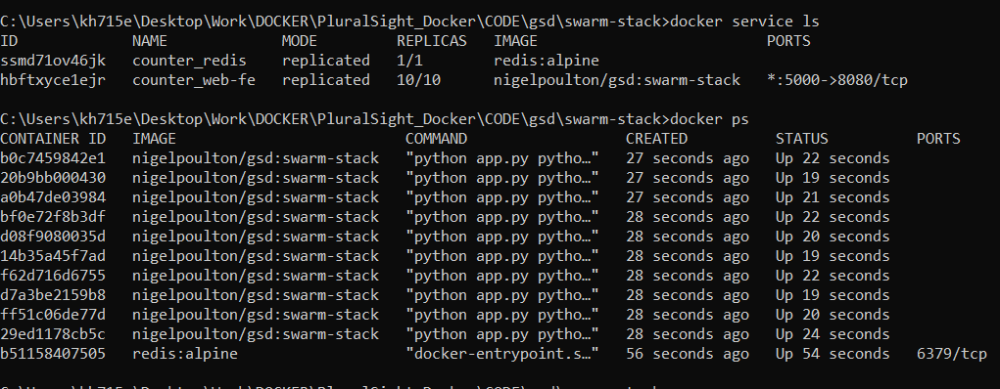 C:\Users\kh715e\Desktop\Work\DOCKER\PluralSight_Docker\CODE\gsd\swarm-stack>docker service ls
ID NAME MODE REPLICAS IMAGE PORTS
ssmd71ov46jk counter_redis replicated 1/1 redis:alpine
hbftxyce1ejr counter_web-fe replicated 10/10 nigelpoulton/gsd:swarm-stack *:5000->8080/tcp
C:\Users\kh715e\Desktop\Work\DOCKER\PluralSight_Docker\CODE\gsd\swarm-stack>docker ps
CONTAINER ID IMAGE COMMAND CREATED STATUS PORTS
b0c7459842e1 nigelpoulton/gsd:swarm-stack "python app.py pytho…" 27 seconds ago Up 22 seconds
20b9bb000430 nigelpoulton/gsd:swarm-stack "python app.py pytho…" 27 seconds ago Up 19 seconds
a0b47de03984 nigelpoulton/gsd:swarm-stack "python app.py pytho…" 27 seconds ago Up 21 seconds
bf0e72f8b3df nigelpoulton/gsd:swarm-stack "python app.py pytho…" 28 seconds ago Up 22 seconds
d08f9080035d nigelpoulton/gsd:swarm-stack "python app.py pytho…" 28 seconds ago Up 20 seconds
14b35a45f7ad nigelpoulton/gsd:swarm-stack "python app.py pytho…" 28 seconds ago Up 19 seconds
f62d716d6755 nigelpoulton/gsd:swarm-stack "python app.py pytho…" 28 seconds ago Up 22 seconds
d7a3be2159b8 nigelpoulton/gsd:swarm-stack "python app.py pytho…" 28 seconds ago Up 19 seconds
ff51c06de77d nigelpoulton/gsd:swarm-stack "python app.py pytho…" 28 seconds ago Up 20 seconds
29ed1178cb5c nigelpoulton/gsd:swarm-stack "python app.py pytho…" 28 seconds ago Up 24 seconds
b51158407505 redis:alpine "docker-entrypoint.s…" 56 seconds ago Up 54 seconds 6379/tcp